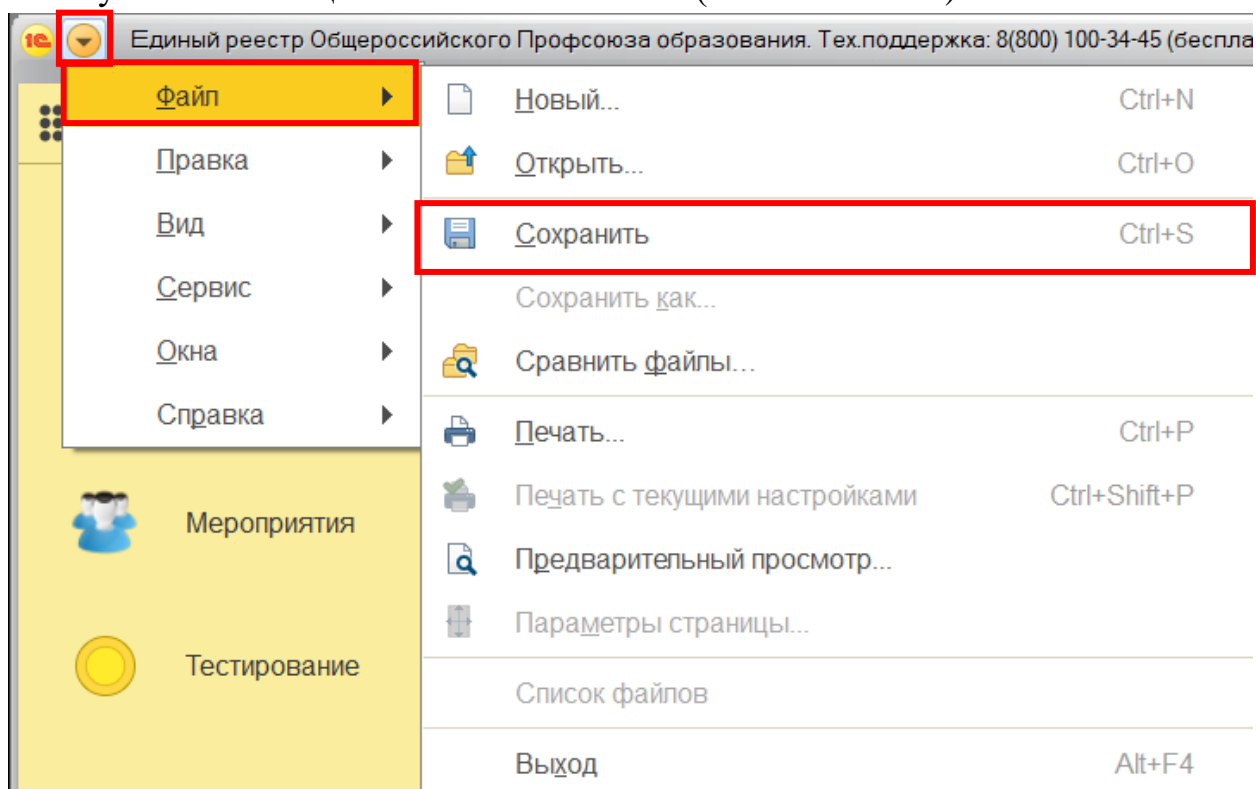 1С Единый реестр Общероссийского Профсоюза образования. Тех.поддержка: 8(800) 100-34-45 (беспла
Файл
Правка
Вид
Сервис
Окна
Справка
Мероприятия
Тестирование
Новый... Ctrl+N
Открыть... Ctrl+O
Сохранить Ctrl+S
Сохранить как...
Сравнить файлы...
Печать... Ctrl+P
Печать с текущими настройками Ctrl+Shift+P
Предварительный просмотр...
Параметры страницы...
Список файлов
Выход Alt+F4